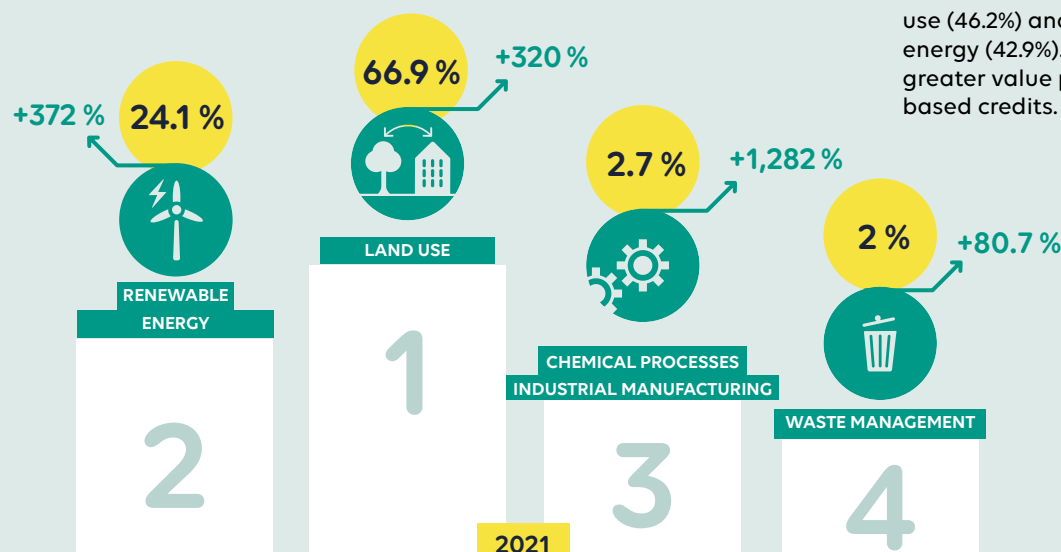 use (46.2%) and
energy (42.9%).
greater value p
based credits.
+372 %
24.1 %
RENEWABLE
ENERGY
2
66.9 %
+320 %
LAND USE
1
2.7 %
+1,282 %
CHEMICAL PROCESSES
INDUSTRIAL MANUFACTURING
3
2 %
+80.7 %
WASTE MANAGEMENT
4
2021